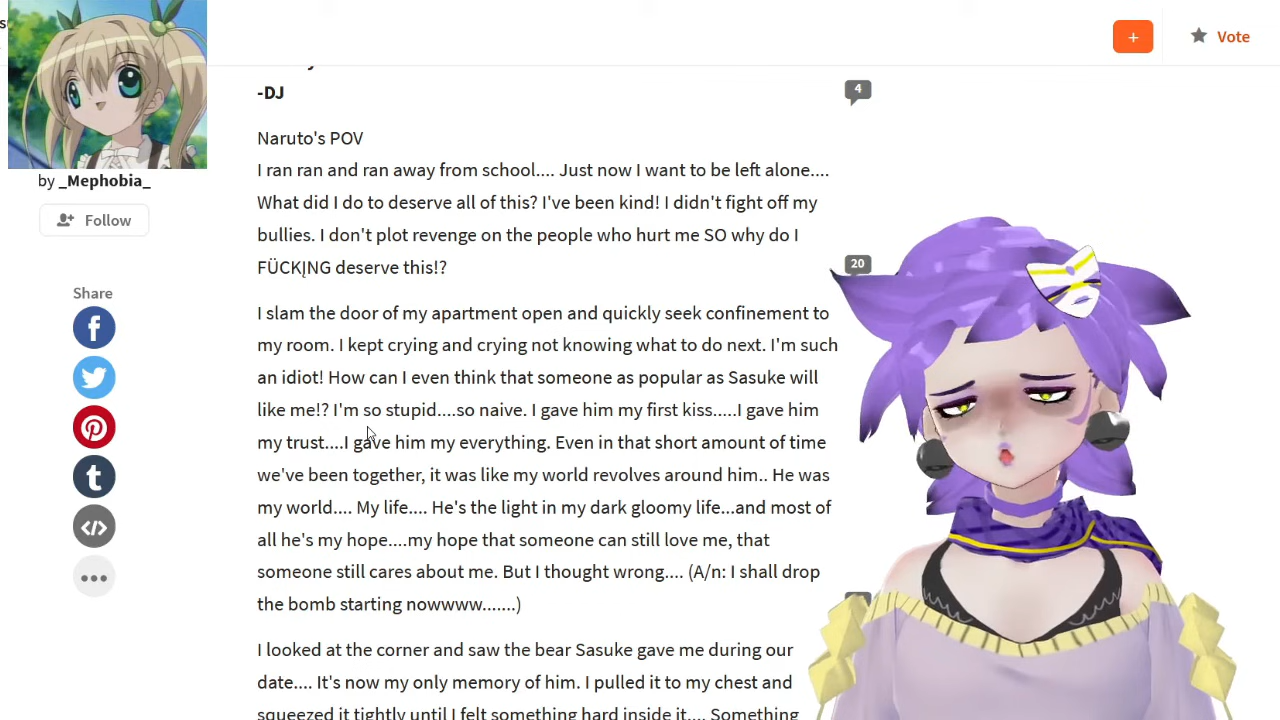 +
Vote
-DJ
4
by _Mephobia_
Follow
Share
Naruto's POV
I ran ran and ran away from school.... Just now I want to be left alone....
What did I do to deserve all of this? I've been kind! I didn't fight off my
bullies. I don't plot revenge on the people who hurt me SO why do I
FÜCKĮNG deserve this!?
20
I slam the door of my apartment open and quickly seek confinement to
my room. I kept crying and crying not knowing what to do next. I'm such
an idiot! How can I even think that someone as popular as Sasuke will
like me!? I'm so stupid....so naive. I gave him my first kiss.....I gave him
my trust....I gave him my everything. Even in that short amount of time
we've been together, it was like my world revolves around him.. He was
my world.... My life.... He's the light in my dark gloomy life...and most of
all he's my hope....my hope that someone can still love me, that
someone still cares about me. But I thought wrong.... (A/n: I shall drop
the bomb starting nowwww.......)
I looked at the corner and saw the bear Sasuke gave me during our
date.... It's now my only memory of him. I pulled it to my chest and
squeezed it tightly until I felt something hard inside it.... Something